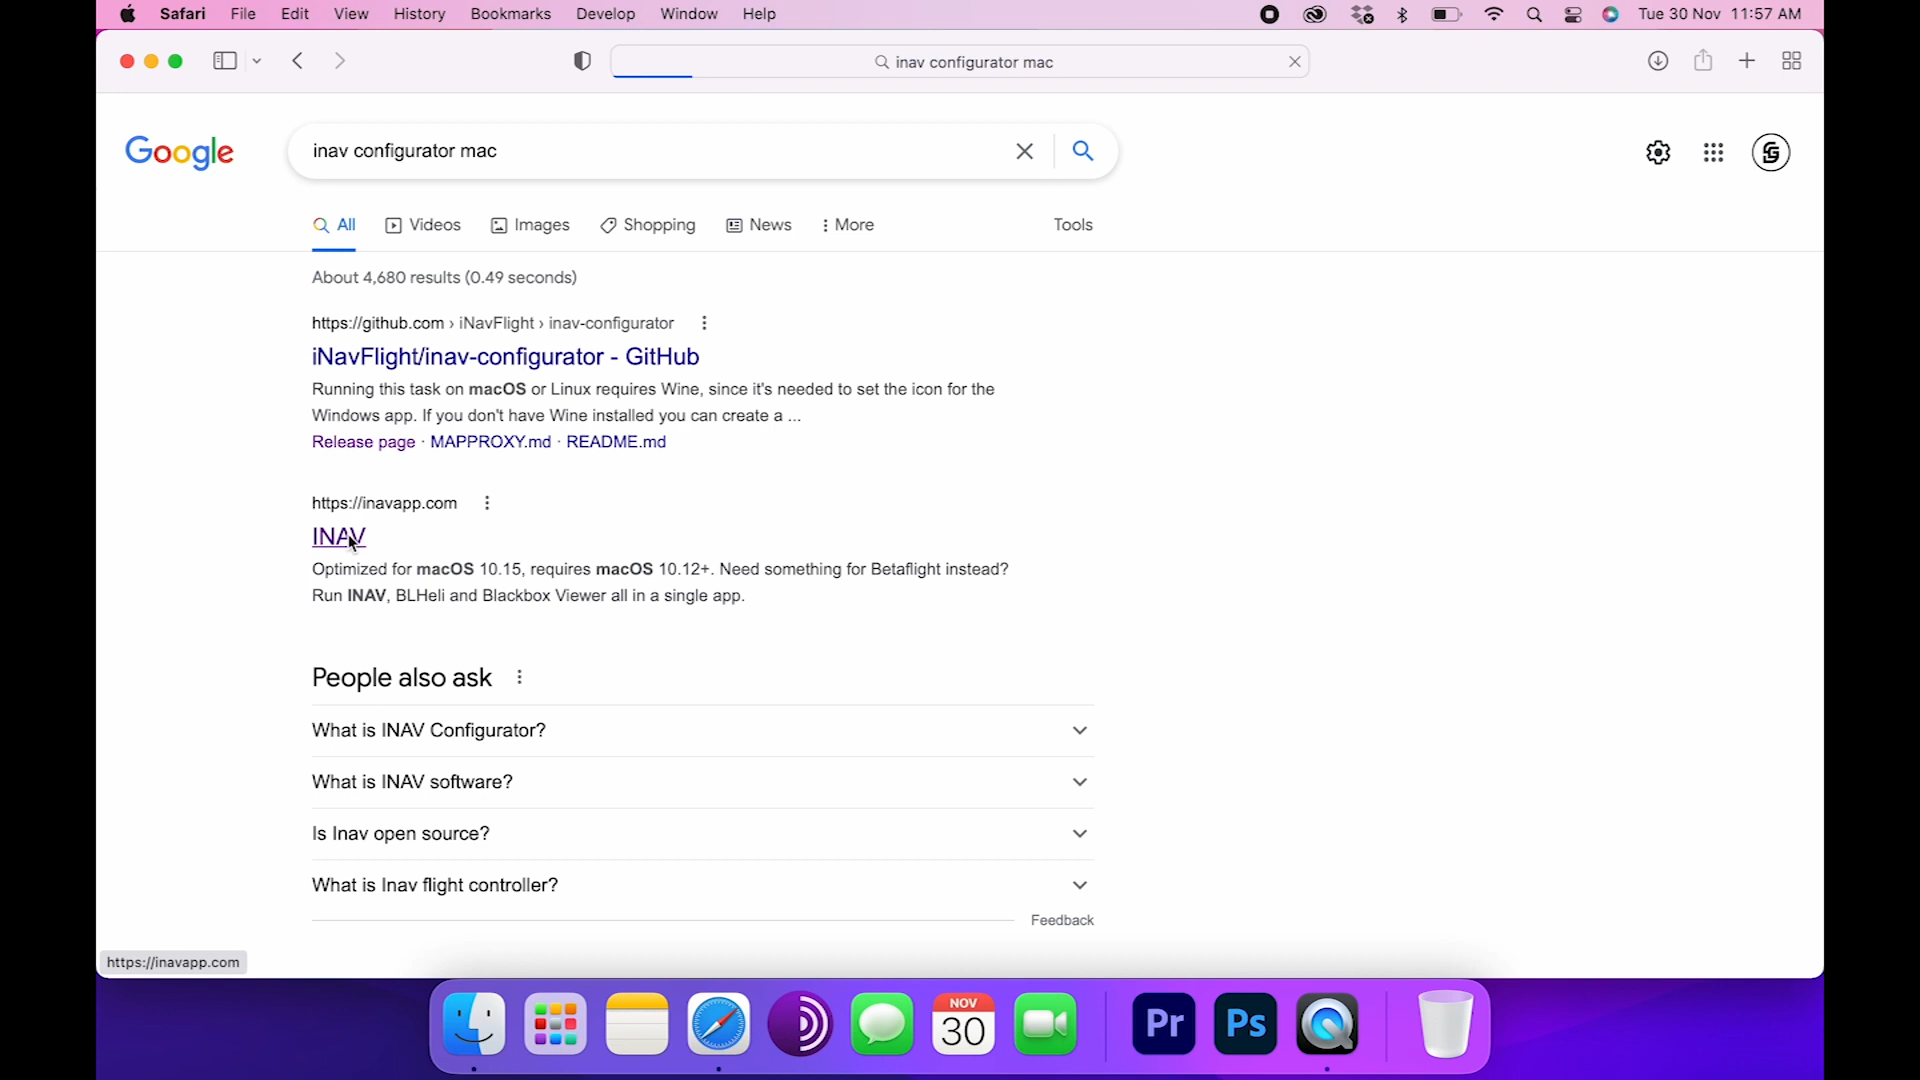 Safari File Edit View History Bookmarks Develop Window Help Tue 30 Nov 11:57 AM
inav configurator mac
Google inav configurator mac
All Videos Images Shopping News More Tools
About 4,680 results (0.49 seconds)
https://github.com › iNavFlight › inav-configurator
iNavFlight/inav-configurator - GitHub
Running this task on macOS or Linux requires Wine, since it's needed to set the icon for the
Windows app. If you don't have Wine installed you can create a ...
Release page · MAPPROXY.md · README.md
https://inavapp.com
INAV
Optimized for macOS 10.15, requires macOS 10.12+. Need something for Betaflight instead?
Run INAV, BLHeli and Blackbox Viewer all in a single app.
People also ask
What is INAV Configurator?
What is INAV software?
Is Inav open source?
What is Inav flight controller?
Feedback
https://inavapp.com
NOV
30
Pr Ps